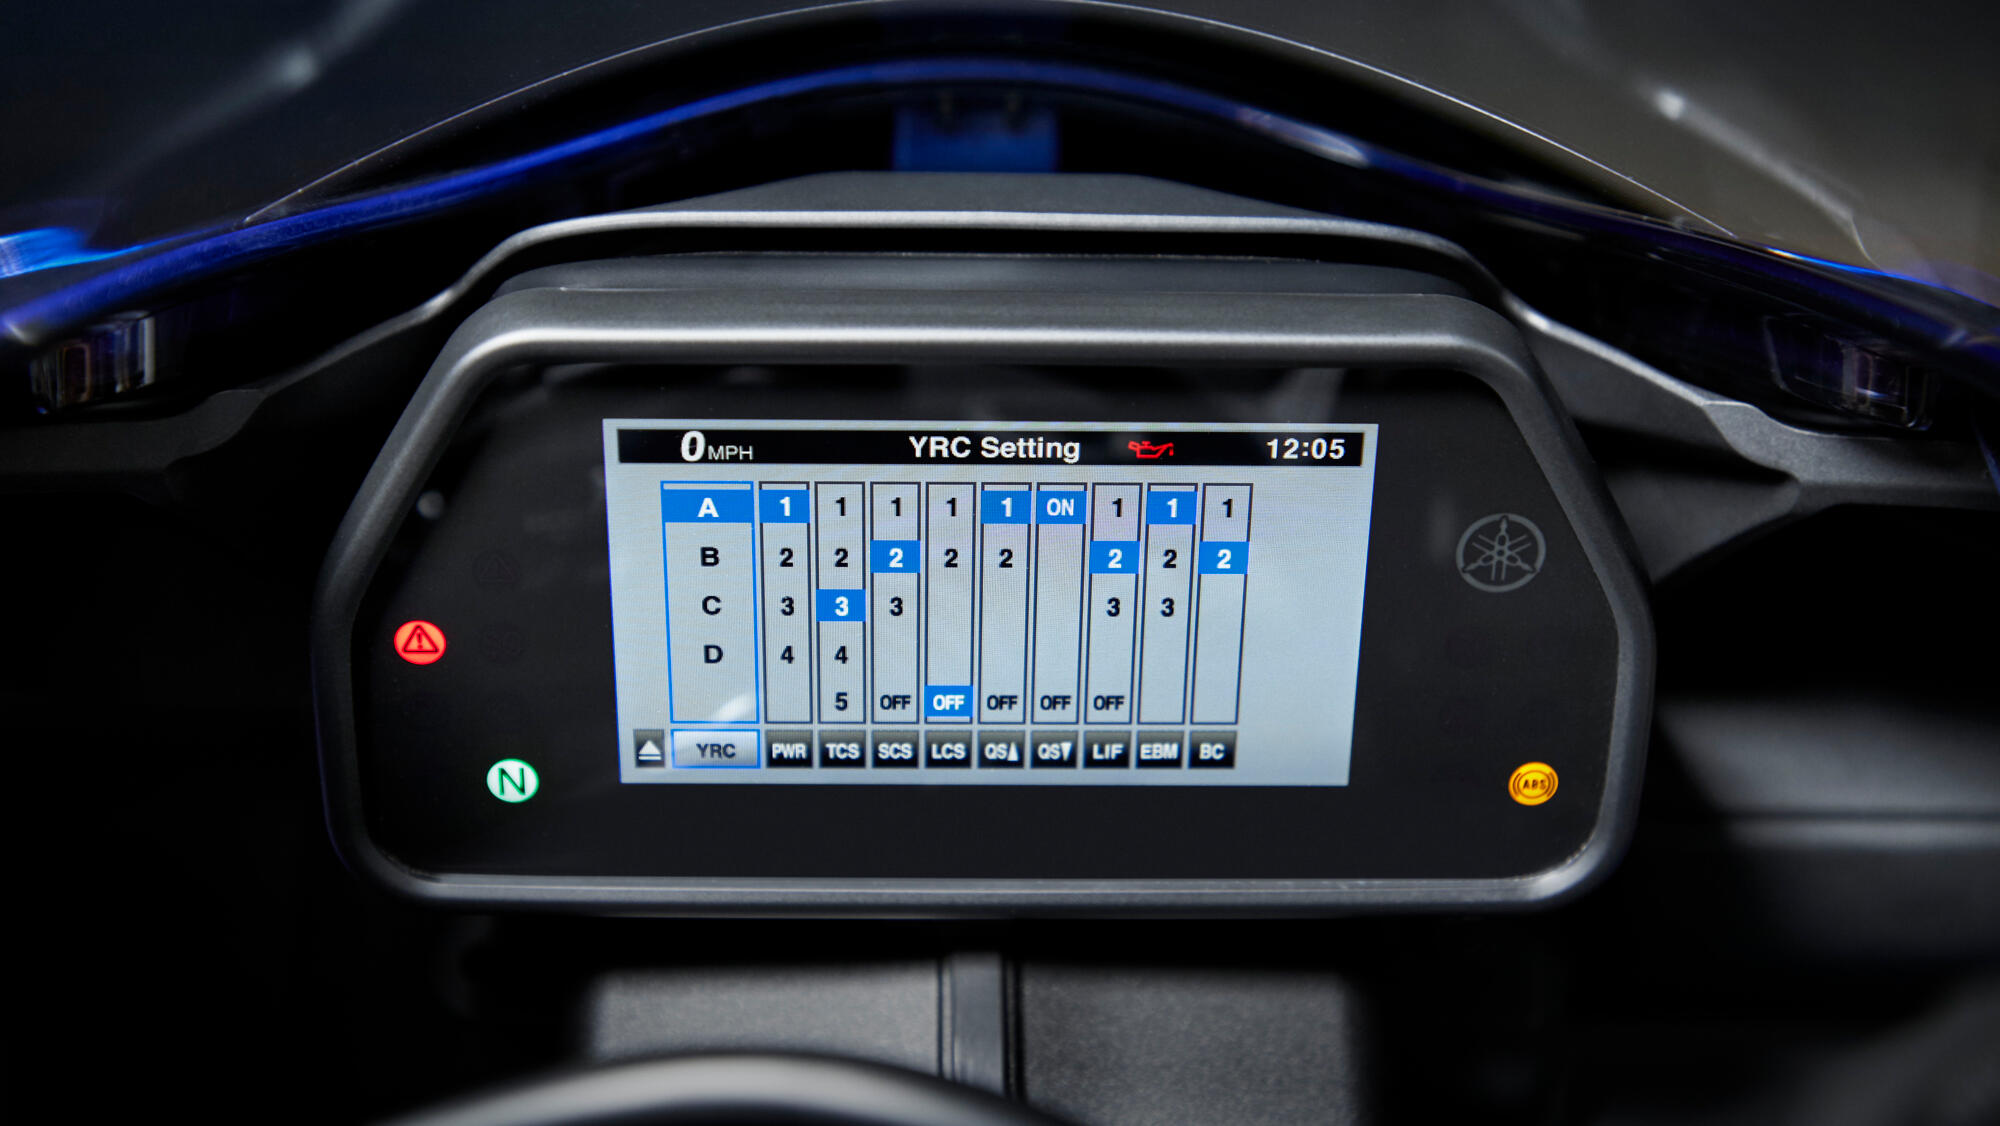 0 MPH YRC Setting 12:05
A 1 1 1 1 1 ON 1 1 1
B 2 2 2 2 2 2 2 2
C 3 3 3 3 3
D 4 4
5 OFF OFF OFF OFF OFF
YRC PWR TCS SCS LCS QS▲ QS▼ LIF EBM BC
N
ABS